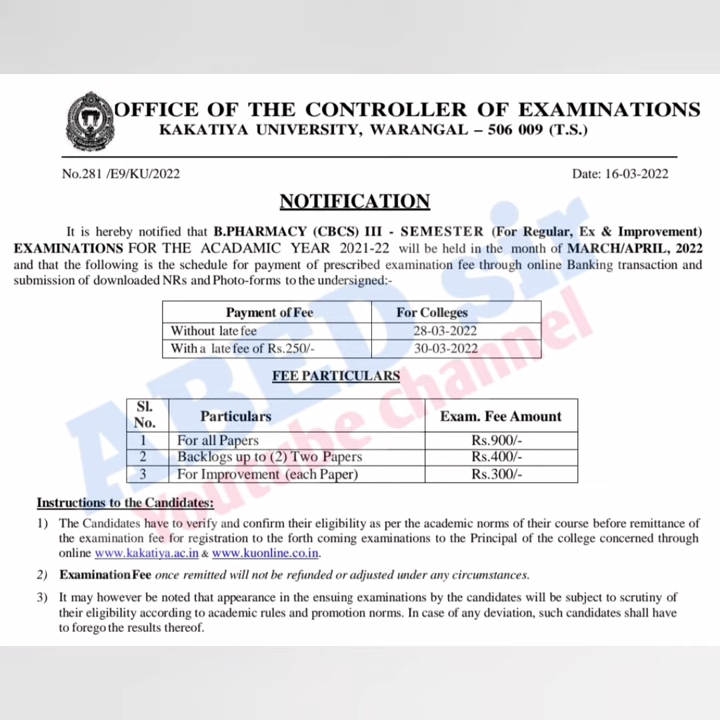 OFFICE OF THE CONTROLLER OF EXAMINATIONS
KAKATIYA UNIVERSITY, WARANGAL – 506 009 (T.S.)
No.281 /E9/KU/2022 Date: 16-03-2022
NOTIFICATION
It is hereby notified that B.PHARMACY (CBCS) III - SEMESTER (For Regular, Ex & Improvement)
EXAMINATIONS FOR THE ACADAMIC YEAR 2021-22 will be held in the month of MARCH/APRIL, 2022
and that the following is the schedule for payment of prescribed examination fee through online Banking transaction and
submission of downloaded NRs and Photo-forms to the undersigned:-
Payment of Fee For Colleges
Without late fee 28-03-2022
With a late fee of Rs.250/- 30-03-2022
FEE PARTICULARS
Sl. No. Particulars Exam. Fee Amount
1 For all Papers Rs.900/-
2 Backlogs up to (2) Two Papers Rs.400/-
3 For Improvement (each Paper) Rs.300/-
Instructions to the Candidates:
1) The Candidates have to verify and confirm their eligibility as per the academic norms of their course before remittance of
the examination fee for registration to the forth coming examinations to the Principal of the college concerned through
online www.kakatiya.ac.in & www.kuonline.co.in.
2) Examination Fee once remitted will not be refunded or adjusted under any circumstances.
3) It may however be noted that appearance in the ensuing examinations by the candidates will be subject to scrutiny of
their eligibility according to academic rules and promotion norms. In case of any deviation, such candidates shall have
to forego the results thereof.
ABED sir
Youtube channel